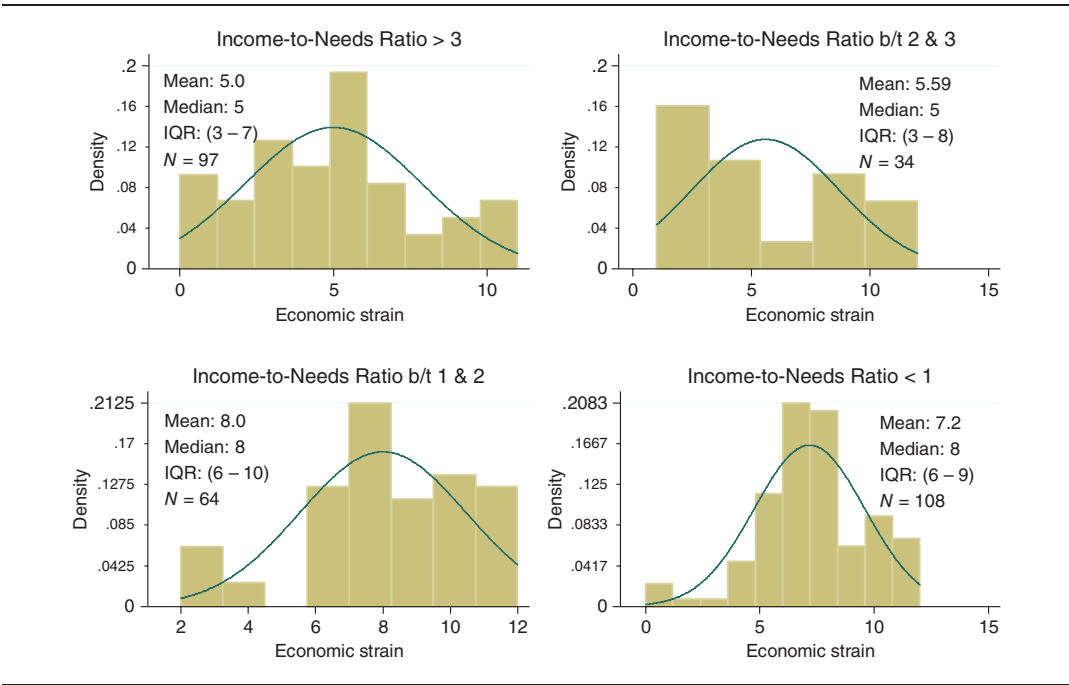 Income-to-Needs Ratio > 3
.2
.16
.12
.08
.04
0
Density
Mean: 5.0
Median: 5
IQR: (3 – 7)
N = 97
0 5 10
Economic strain
Income-to-Needs Ratio b/t 2 & 3
.2
.16
.12
.08
.04
0
Density
Mean: 5.59
Median: 5
IQR: (3 – 8)
N = 34
0 5 10 15
Economic strain
Income-to-Needs Ratio b/t 1 & 2
.2125
.17
.1275
.085
.0425
0
Density
Mean: 8.0
Median: 8
IQR: (6 – 10)
N = 64
2 4 6 8 10 12
Economic strain
Income-to-Needs Ratio < 1
.2083
.1667
.125
.0833
.0417
0
Density
Mean: 7.2
Median: 8
IQR: (6 – 9)
N = 108
0 5 10 15
Economic strain